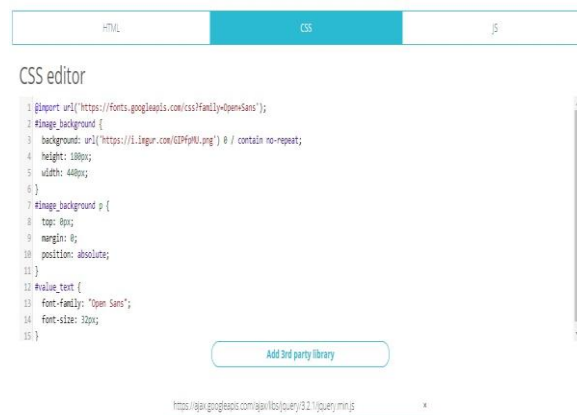 HTML CSS JS
CSS editor
1 @import url('https://fonts.googleapis.com/css?family=Open+Sans');
2 #image_background {
3 background: url('https://i.imgur.com/GIPfpMU.png') 0 / contain no-repeat;
4 height: 180px;
5 width: 440px;
6 }
7 #image_background p {
8 top: 0px;
9 margin: 0;
10 position: absolute;
11 }
12 #value_text {
13 font-family: "Open Sans";
14 font-size: 32px;
15 }
Add 3rd party library
https://ajax.googleapis.com/ajax/libs/jquery/3.2.1/jquery.min.js ×